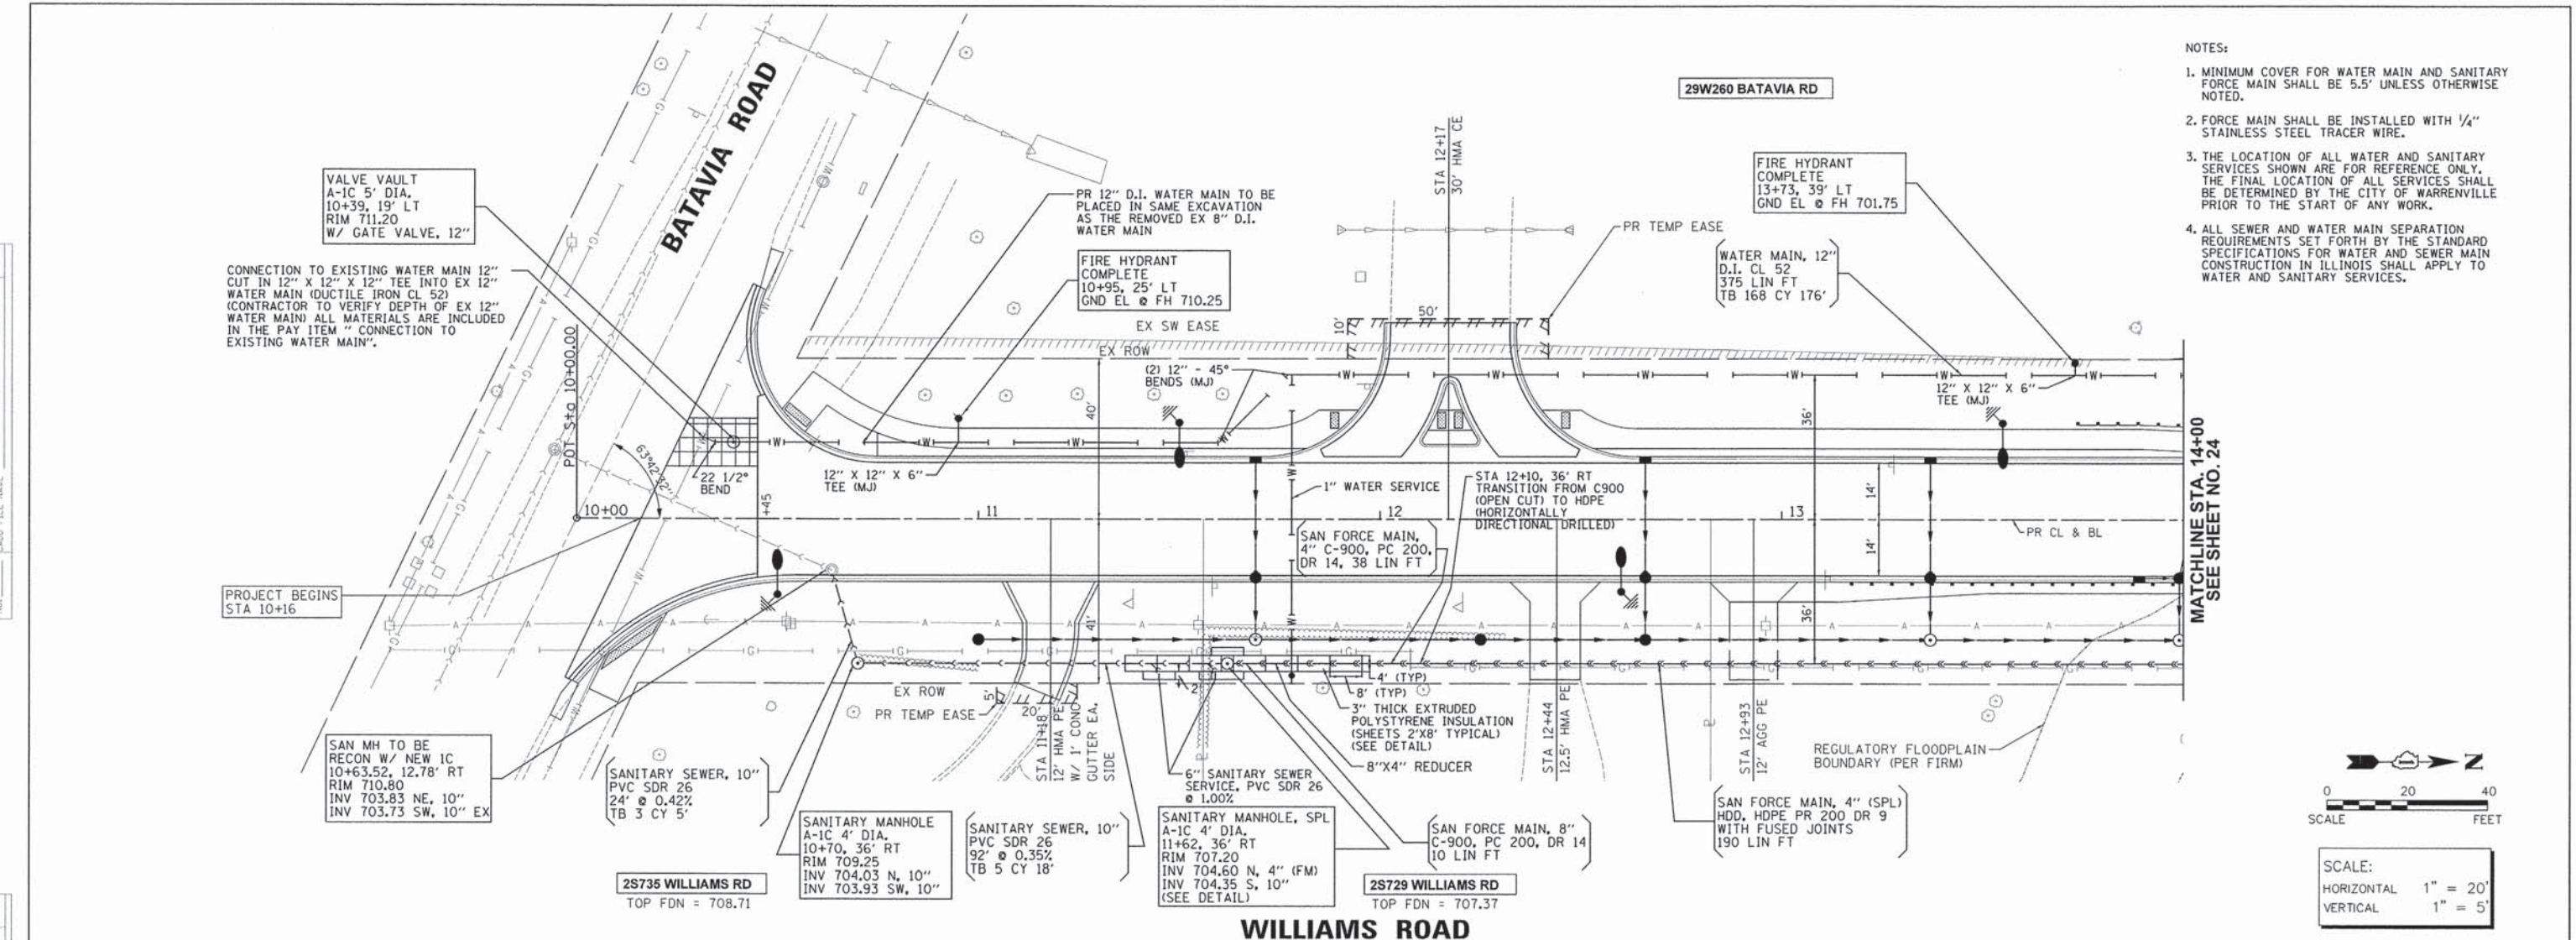 BATAVIA ROAD
29W260 BATAVIA RD
NOTES:
1. MINIMUM COVER FOR WATER MAIN AND SANITARY
FORCE MAIN SHALL BE 5.5' UNLESS OTHERWISE
NOTED.
2. FORCE MAIN SHALL BE INSTALLED WITH 1/4"
STAINLESS STEEL TRACER WIRE.
3. THE LOCATION OF ALL WATER AND SANITARY
SERVICES SHOWN ARE FOR REFERENCE ONLY.
THE FINAL LOCATION OF ALL SERVICES SHALL
BE DETERMINED BY THE CITY OF WARRENVILLE
PRIOR TO THE START OF ANY WORK.
4. ALL SEWER AND WATER MAIN SEPARATION
REQUIREMENTS SET FORTH BY THE STANDARD
SPECIFICATIONS FOR WATER AND SEWER MAIN
CONSTRUCTION IN ILLINOIS SHALL APPLY TO
WATER AND SANITARY SERVICES.
VALVE VAULT
A-1C 5' DIA.
10+39, 19' LT
RIM 711.20
W/ GATE VALVE, 12"
CONNECTION TO EXISTING WATER MAIN 12"
CUT IN 12" X 12" X 12" TEE INTO EX 12"
WATER MAIN (DUCTILE IRON CL 52)
(CONTRACTOR TO VERIFY DEPTH OF EX 12"
WATER MAIN) ALL MATERIALS ARE INCLUDED
IN THE PAY ITEM " CONNECTION TO
EXISTING WATER MAIN".
PR 12" D.I. WATER MAIN TO BE
PLACED IN SAME EXCAVATION
AS THE REMOVED EX 8" D.I.
WATER MAIN
FIRE HYDRANT
COMPLETE
10+95, 25' LT
GND EL @ FH 710.25
EX SW EASE
EX ROW
STA 12+17
30' HMA CE
PR TEMP EASE
50'
10'
FIRE HYDRANT
COMPLETE
13+73, 39' LT
GND EL @ FH 701.75
WATER MAIN, 12"
D.I. CL 52
375 LIN FT
TB 168 CY 176'
12" X 12" X 6"
TEE (MJ)
(2) 12" - 45°
BENDS (MJ)
40'
36'
POT Sta 10+000.00
63°42'32"
22 1/2°
BEND
+45
12" X 12" X 6"
TEE (MJ)
1" WATER SERVICE
STA 12+10, 36' RT
TRANSITION FROM C900
(OPEN CUT) TO HDPE
(HORIZONTALLY
DIRECTIONAL DRILLED)
10+00
11
12
13
14'
14'
PR CL & BL
MATCHLINE STA. 14+00
SEE SHEET NO. 24
SAN FORCE MAIN,
4" C-900, PC 200,
DR 14, 38 LIN FT
PROJECT BEGINS
STA 10+16
41'
36'
EX ROW
PR TEMP EASE
5'
20'
STA 11+18
12' HMA PE
W/ 1' CONC
GUTTER EA.
SIDE
2
4' (TYP)
8' (TYP)
3" THICK EXTRUDED
POLYSTYRENE INSULATION
(SHEETS 2'X8' TYPICAL)
(SEE DETAIL)
8"X4" REDUCER
STA 12+44
12.5' HMA PE
STA 12+93
12' AGG PE
REGULATORY FLOODPLAIN
BOUNDARY (PER FIRM)
SAN MH TO BE
RECON W/ NEW 1C
10+63.52, 12.78' RT
RIM 710.80
INV 703.83 NE, 10"
INV 703.73 SW, 10" EX
SANITARY SEWER, 10"
PVC SDR 26
24' @ 0.42%
TB 3 CY 5'
SANITARY MANHOLE
A-1C 4' DIA.
10+70, 36' RT
RIM 709.25
INV 704.03 N, 10"
INV 703.93 SW, 10"
SANITARY SEWER, 10"
PVC SDR 26
92' @ 0.35%
TB 5 CY 18'
6" SANITARY SEWER
SERVICE, PVC SDR 26
@ 1.00%
SANITARY MANHOLE, SPL
A-1C 4' DIA.
11+62, 36' RT
RIM 707.20
INV 704.60 N, 4" (FM)
INV 704.35 S, 10"
(SEE DETAIL)
SAN FORCE MAIN, 8"
C-900, PC 200, DR 14
10 LIN FT
SAN FORCE MAIN, 4" (SPL)
HDD, HDPE PR 200 DR 9
WITH FUSED JOINTS
190 LIN FT
2S735 WILLIAMS RD
TOP FDN = 708.71
2S729 WILLIAMS RD
TOP FDN = 707.37
WILLIAMS ROAD
N
0 20 40
SCALE FEET
SCALE:
HORIZONTAL 1" = 20'
VERTICAL 1" = 5'